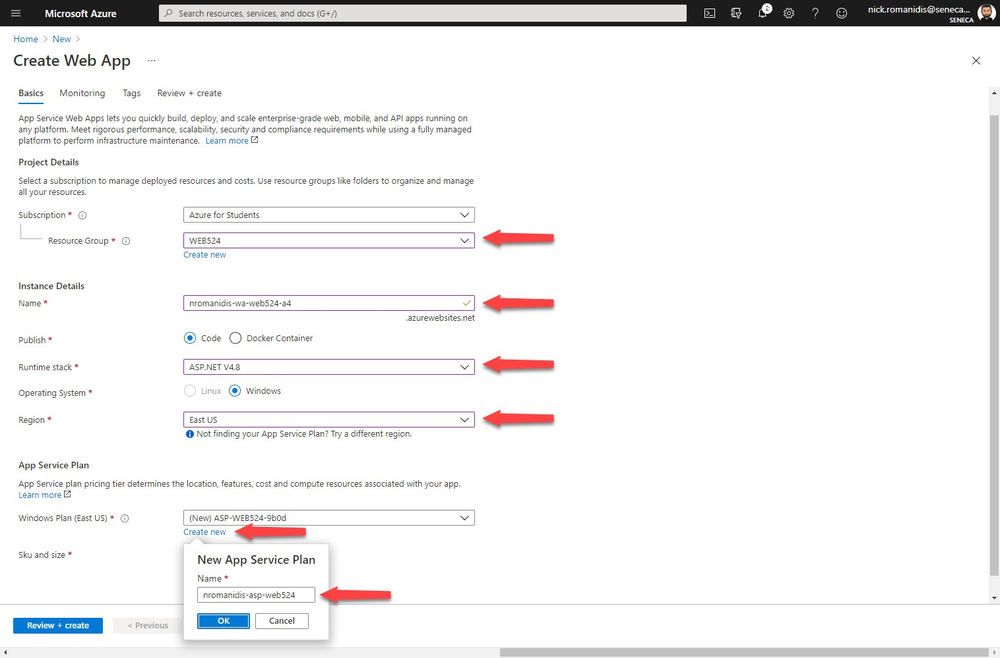 Microsoft Azure
Search resources, services, and docs (G+/)
2
nick.romanidis@seneca...
SENECA
Home > New >
Create Web App ...
Basics Monitoring Tags Review + create
App Service Web Apps lets you quickly build, deploy, and scale enterprise-grade web, mobile, and API apps running on
any platform. Meet rigorous performance, scalability, security and compliance requirements while using a fully managed
platform to perform infrastructure maintenance. Learn more
Project Details
Select a subscription to manage deployed resources and costs. Use resource groups like folders to organize and manage
all your resources.
Subscription *
Azure for Students
Resource Group *
WEB524
Create new
Instance Details
Name *
nromanidis-wa-web524-a4
.azurewebsites.net
Publish *
Code Docker Container
Runtime stack *
ASP.NET V4.8
Operating System *
Linux Windows
Region *
East US
Not finding your App Service Plan? Try a different region.
App Service Plan
App Service plan pricing tier determines the location, features, cost and compute resources associated with your app.
Learn more
Windows Plan (East US) *
(New) ASP-WEB524-9b0d
Create new
Sku and size *
New App Service Plan
Name *
nromanidis-asp-web524
OK Cancel
Review + create < Previous